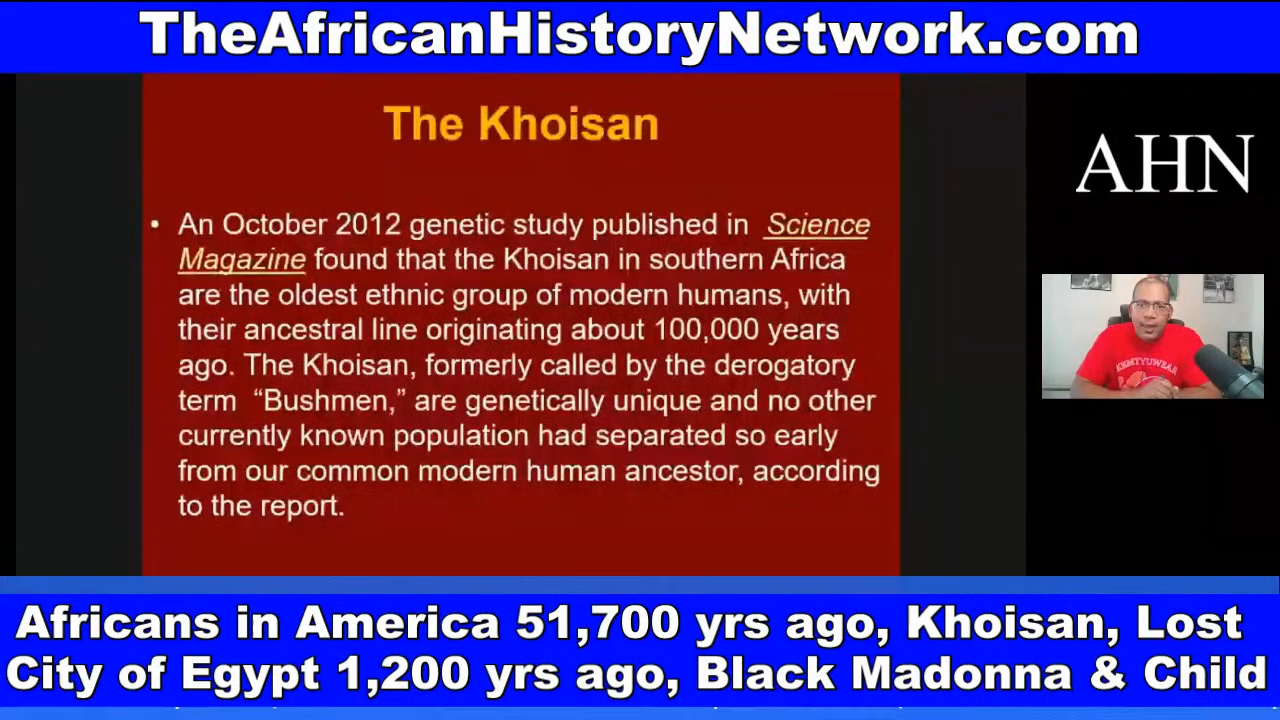 TheAfricanHistoryNetwork.com
The Khoisan
AHN
• An October 2012 genetic study published in Science
Magazine found that the Khoisan in southern Africa
are the oldest ethnic group of modern humans, with
their ancestral line originating about 100,000 years
ago. The Khoisan, formerly called by the derogatory
term “Bushmen,” are genetically unique and no other
currently known population had separated so early
from our common modern human ancestor, according
to the report.
KEMTYUWEAR
Africans in America 51,700 yrs ago, Khoisan, Lost
City of Egypt 1,200 yrs ago, Black Madonna & Child